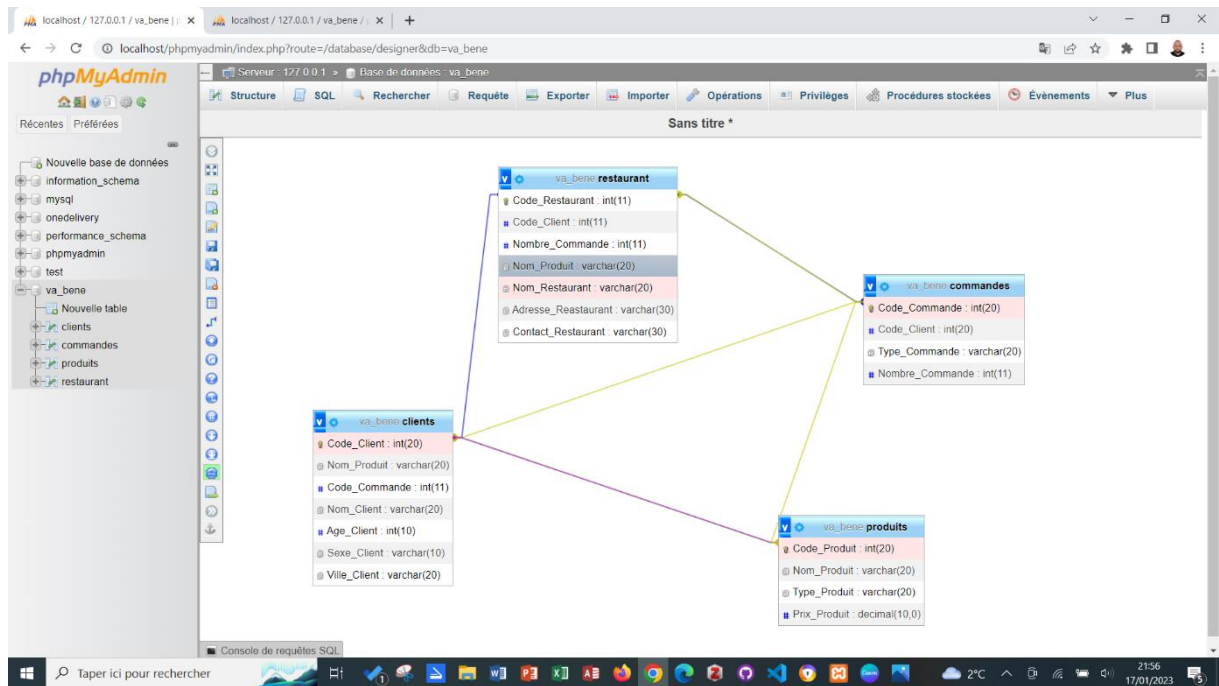 localhost / 127.0.0.1 / va_bene |
localhost / 127.0.0.1 / va_bene /
localhost/phpmyadmin/index.php?route=/database/designer&db=va_bene
phpMyAdmin
Récentes Préférées
Nouvelle base de données
information_schema
mysql
onedelivery
performance_schema
phpmyadmin
test
va_bene
Nouvelle table
clients
commandes
produits
restaurant
Serveur : 127.0.0.1 » Base de données : va_bene
Structure SQL Rechercher Requête Exporter Importer Opérations Privilèges Procédures stockées Évènements Plus
Sans titre *
va_bene restaurant
Code_Restaurant : int(11)
Code_Client : int(11)
Nombre_Commande : int(11)
Nom_Produit : varchar(20)
Nom_Restaurant : varchar(20)
Adresse_Reastaurant : varchar(30)
Contact_Restaurant : varchar(30)
va_bene commandes
Code_Commande : int(20)
Code_Client : int(20)
Type_Commande : varchar(20)
Nombre_Commande : int(11)
va_bene clients
Code_Client : int(20)
Nom_Produit : varchar(20)
Code_Commande : int(11)
Nom_Client : varchar(20)
Age_Client : int(10)
Sexe_Client : varchar(10)
Ville_Client : varchar(20)
va_bene produits
Code_Produit : int(20)
Nom_Produit : varchar(20)
Type_Produit : varchar(20)
Prix_Produit : decimal(10,0)
Console de requêtes SQL
Taper ici pour rechercher
2°C
21:56
17/01/2023